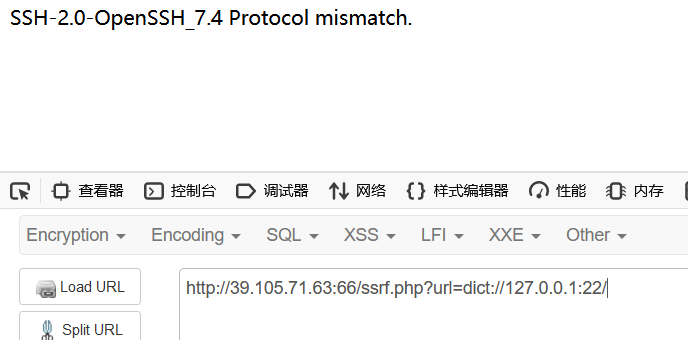 SSH-2.0-OpenSSH_7.4 Protocol mismatch.
查看器 控制台 调试器 网络 样式编辑器 性能 内存
Encryption Encoding SQL XSS LFI XXE Other
Load URL http://39.105.71.63:66/ssrf.php?url=dict://127.0.0.1:22/
Split URL